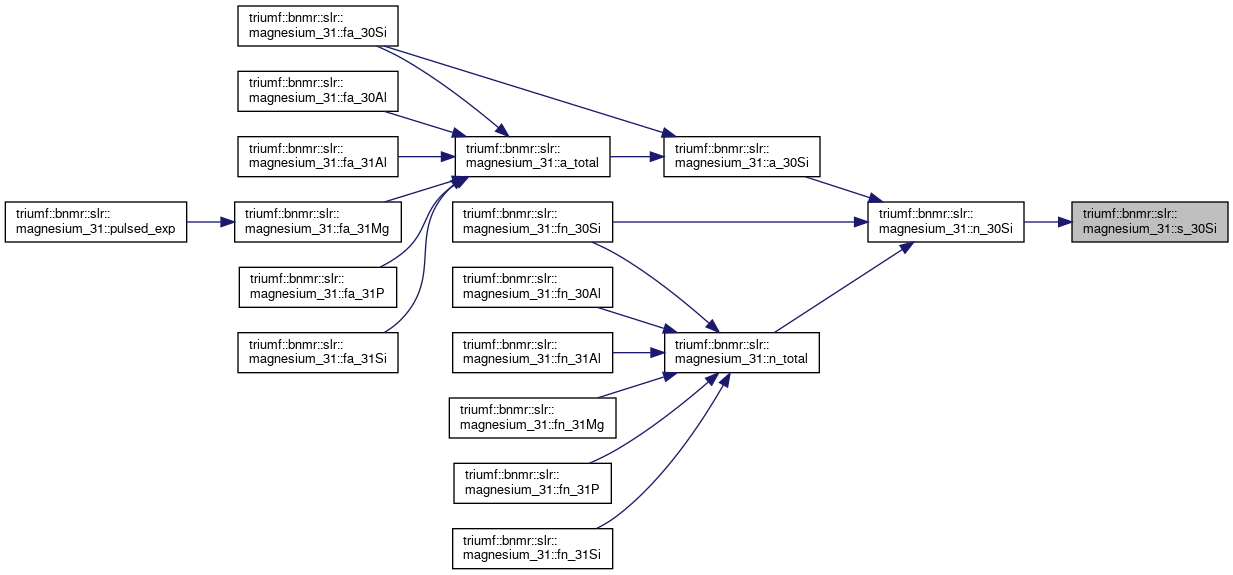 triumf::bnmr::slr::
magnesium_31::fa_30Si
triumf::bnmr::slr::
magnesium_31::fa_30Al
triumf::bnmr::slr::
magnesium_31::fa_31Al
triumf::bnmr::slr::
magnesium_31::a_total
triumf::bnmr::slr::
magnesium_31::a_30Si
triumf::bnmr::slr::
magnesium_31::pulsed_exp
triumf::bnmr::slr::
magnesium_31::fa_31Mg
triumf::bnmr::slr::
magnesium_31::fn_30Si
triumf::bnmr::slr::
magnesium_31::n_30Si
triumf::bnmr::slr::
magnesium_31::s_30Si
triumf::bnmr::slr::
magnesium_31::fa_31P
triumf::bnmr::slr::
magnesium_31::fn_30Al
triumf::bnmr::slr::
magnesium_31::fa_31Si
triumf::bnmr::slr::
magnesium_31::fn_31Al
triumf::bnmr::slr::
magnesium_31::n_total
triumf::bnmr::slr::
magnesium_31::fn_31Mg
triumf::bnmr::slr::
magnesium_31::fn_31P
triumf::bnmr::slr::
magnesium_31::fn_31Si